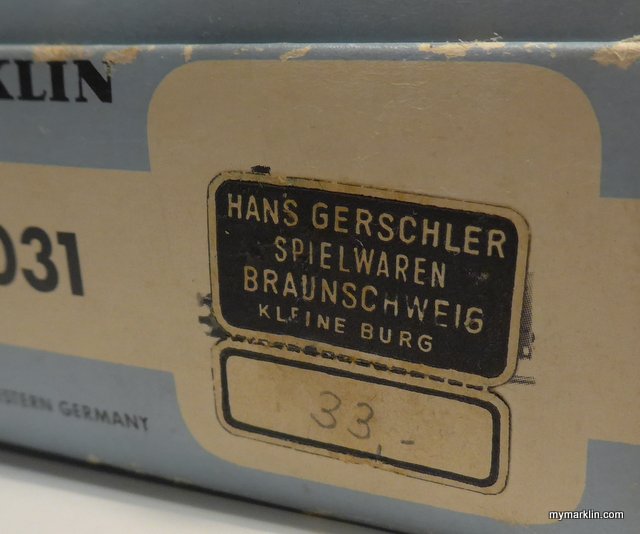 KLIN
031
HANS GERSCHLER
SPIELWAREN
BRAUNSCHWEIG
KLEINE BURG
33,-
STERN GERMANY
mymarklin.com